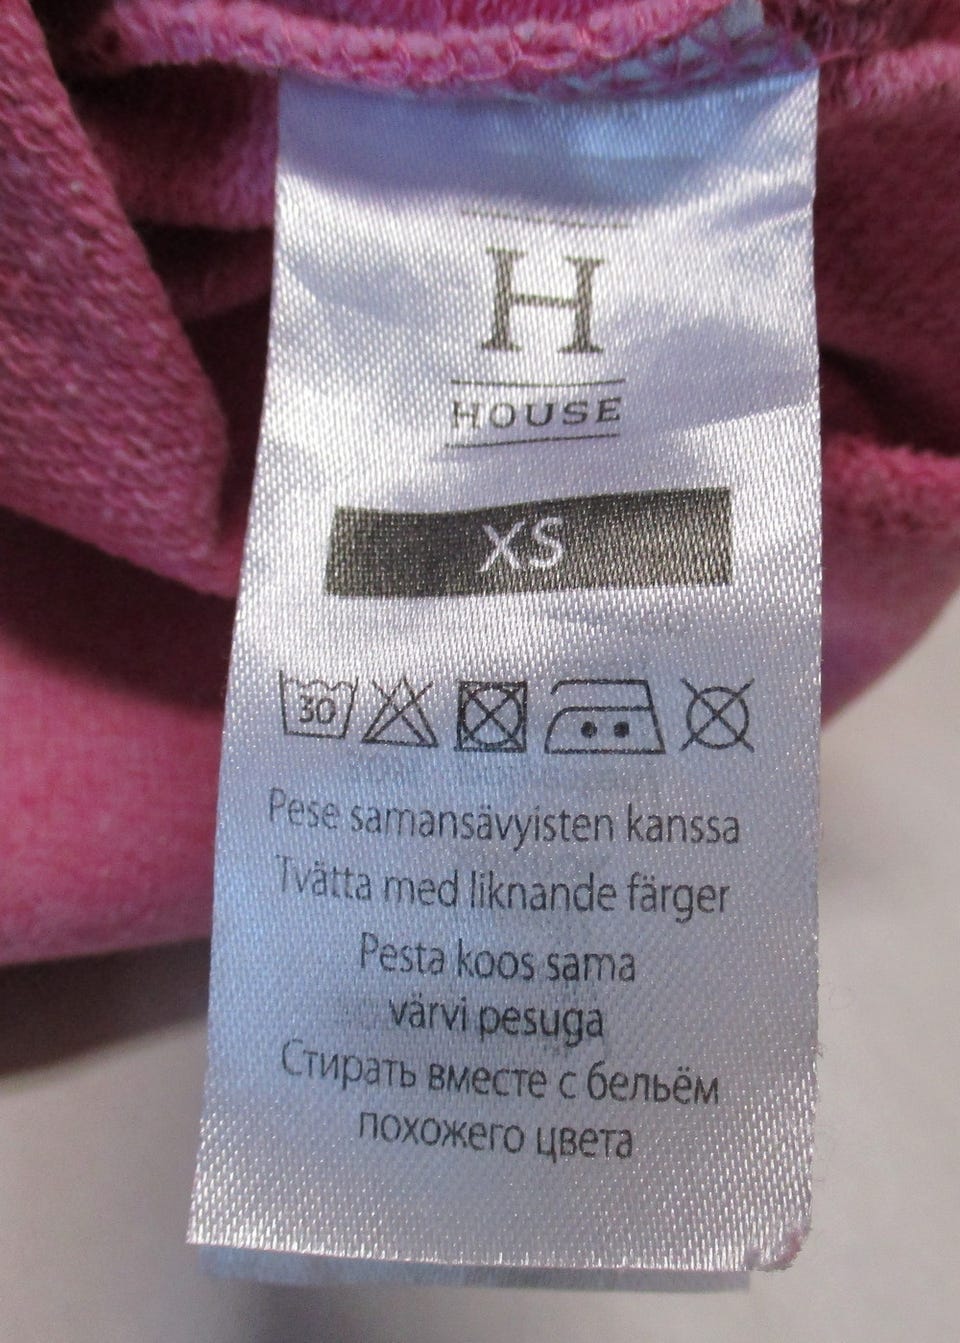 H
HOUSE
XS
30
Pese samansävyisten kanssa
Tvätta med liknande färger
Pesta koos sama
värvi pesuga
Стирать вместе с бельём
похожего цвета